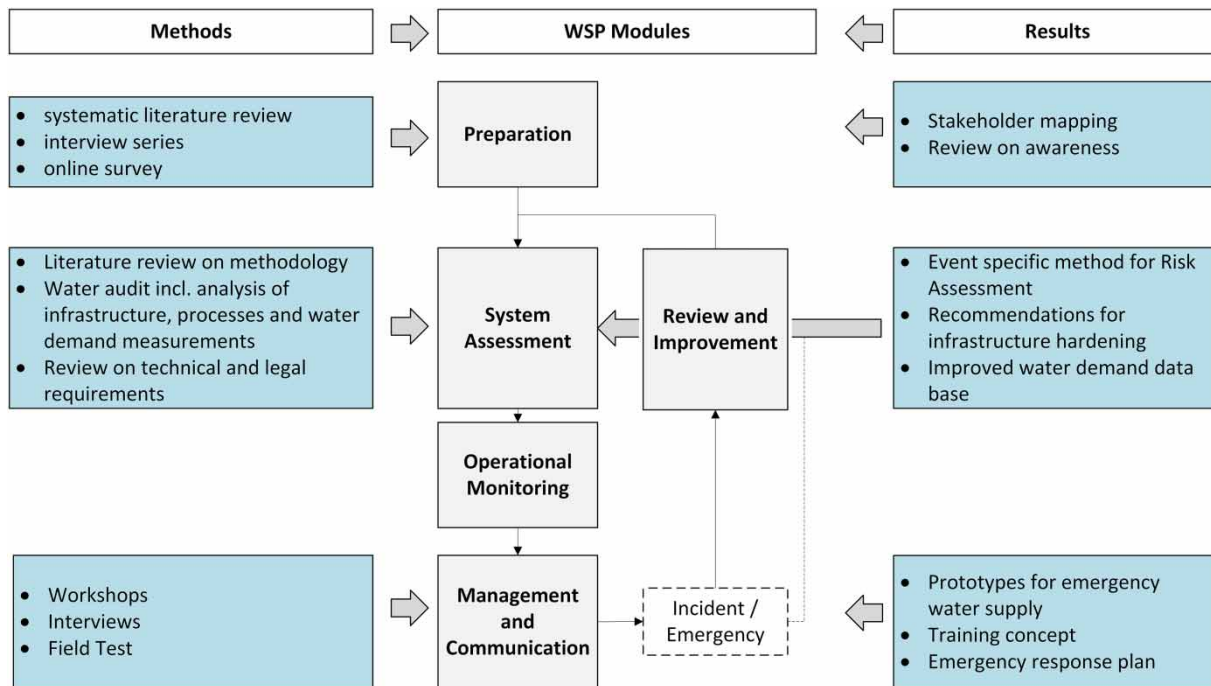 Methods
WSP Modules
Results
• systematic literature review
• interview series
• online survey
Preparation
• Stakeholder mapping
• Review on awareness
• Literature review on methodology
• Water audit incl. analysis of
infrastructure, processes and water
demand measurements
• Review on technical and legal
requirements
System
Assessment
Review and
Improvement
• Event specific method for Risk
Assessment
• Recommendations for
infrastructure hardening
• Improved water demand data
base
Operational
Monitoring
• Workshops
• Interviews
• Field Test
Management
and
Communication
Incident /
Emergency
• Prototypes for emergency
water supply
• Training concept
• Emergency response plan